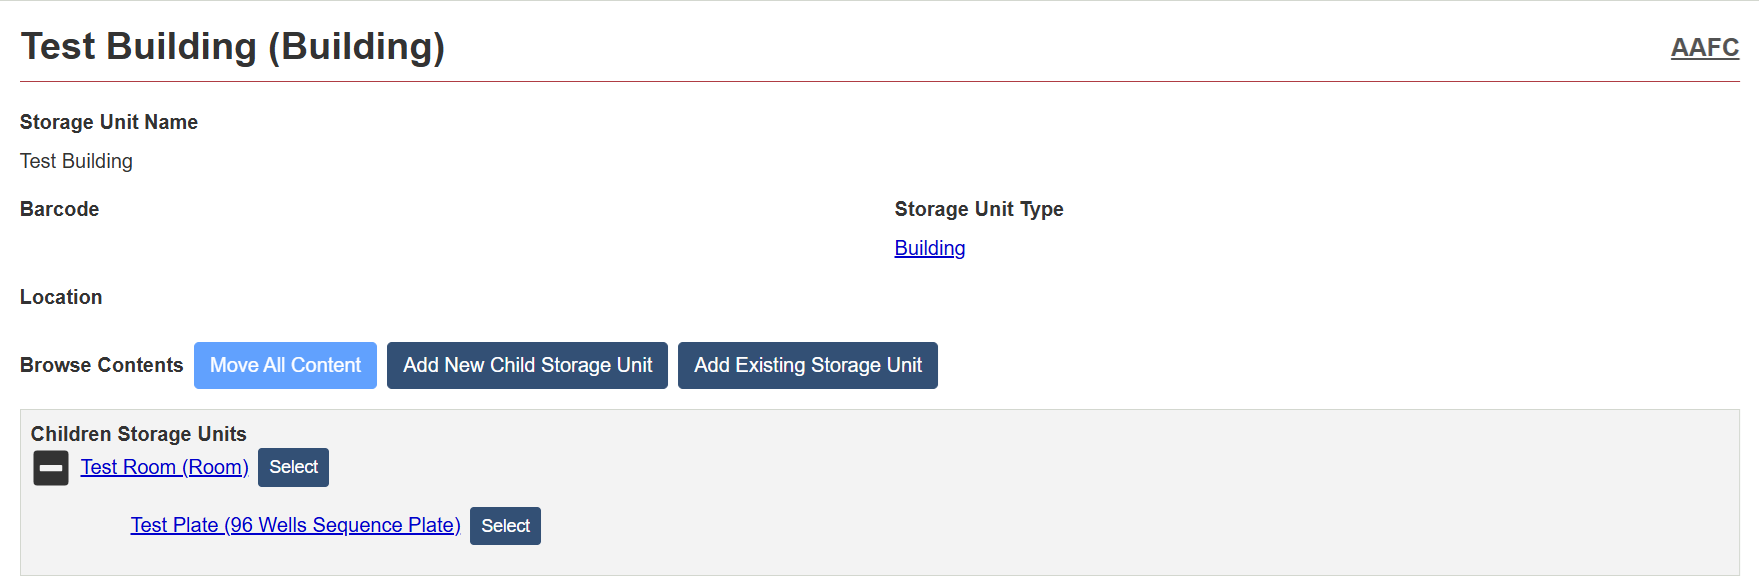 Test Building (Building)
AAFC
Storage Unit Name
Test Building
Barcode
Storage Unit Type
Building
Location
Browse Contents
Move All Content
Add New Child Storage Unit
Add Existing Storage Unit
Children Storage Units
Test Room (Room)
Select
Test Plate (96 Wells Sequence Plate)
Select